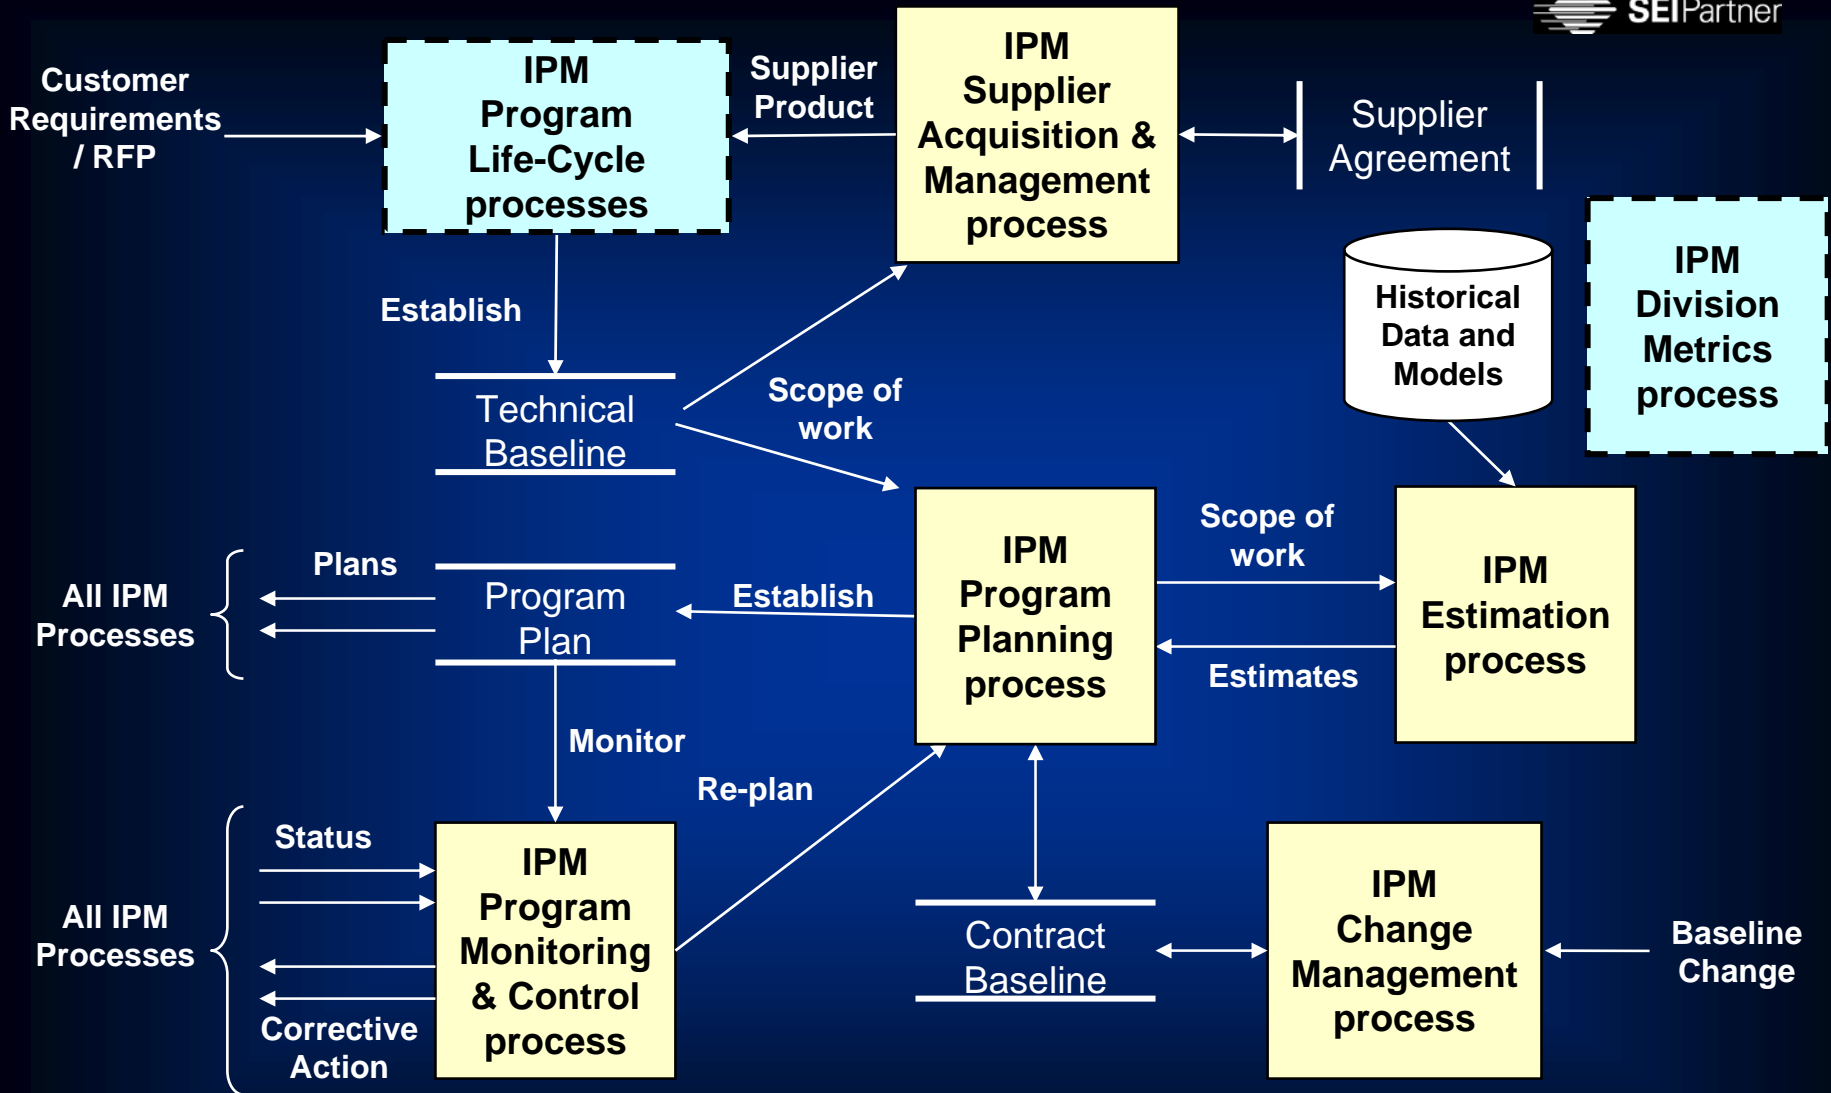 SEI Partner
Customer
Requirements
/ RFP
IPM
Program
Life-Cycle
processes
Supplier
Product
IPM
Supplier
Acquisition &
Management
process
Supplier
Agreement
Historical
Data and
Models
IPM
Division
Metrics
process
Establish
Technical
Baseline
Scope of
work
All IPM
Processes
Plans
Program
Plan
Establish
IPM
Program
Planning
process
Scope of
work
Estimates
IPM
Estimation
process
Monitor
Re-plan
All IPM
Processes
Status
Corrective
Action
IPM
Program
Monitoring
& Control
process
Contract
Baseline
IPM
Change
Management
process
Baseline
Change